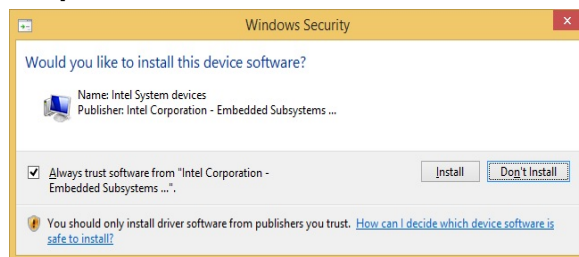 Windows Security
Would you like to install this device software?
Name: Intel System devices
Publisher: Intel Corporation - Embedded Subsystems ...
Always trust software from "Intel Corporation -
Embedded Subsystems ...".
Install
Don't Install
You should only install driver software from publishers you trust. How can I decide which device software is
safe to install?